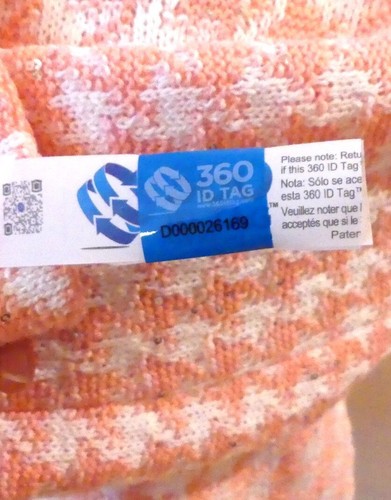 360
ID TAG
D000026169
™
Please note: Retu
if this 360 ID Tag
Nota: Sólo se ace
esta 360 ID Tag™
Veuillez noter que l
acceptés que si le
Paten